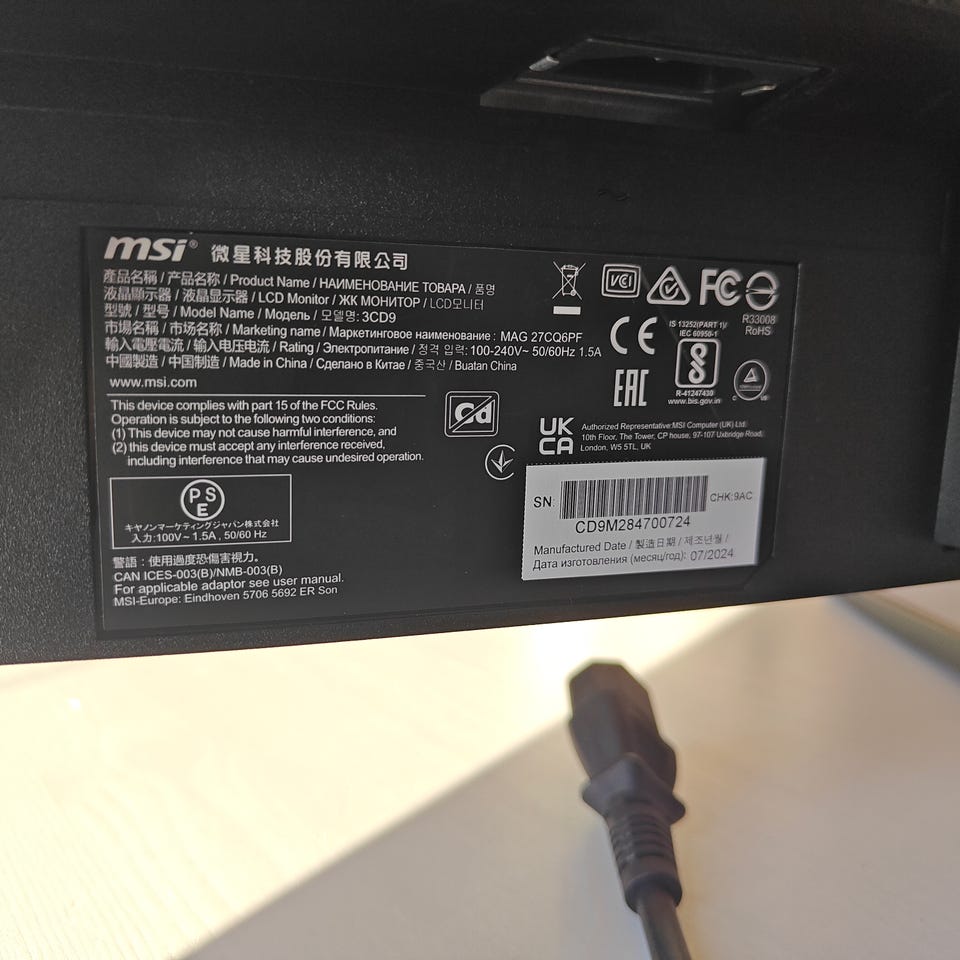 msi® 微星科技股份有限公司
產品名稱 / 产品名称 / Product Name / НАИМЕНОВАНИЕ ТОВАРА / 품명
液晶顯示器 / 液晶显示器 / LCD Monitor / ЖК МОНИТОР / LCD모니터
型號 / 型号 / Model Name / Модель / 모델명: 3CD9
市場名稱 / 市场名称 / Marketing name / Маркетинговое наименование : MAG 27CQ6PF
輸入電壓電流 / 输入电压电流 / Rating / Электропитание / 정격 입력: 100-240V~ 50/60Hz 1.5A
中國製造 / 中国制造 / Made in China / Сделано в Китае / 중국산 / Buatan China
www.msi.com
This device complies with part 15 of the FCC Rules.
Operation is subject to the following two conditions:
(1) This device may not cause harmful interference, and
(2) this device must accept any interference received,
including interference that may cause undesired operation.
PSE
キヤノンマーケティングジャパン株式会社
入力:100V~1.5A , 50/60 Hz
警語 : 使用過度恐傷害視力。
CAN ICES-003(B)/NMB-003(B)
For applicable adaptor see user manual.
MSI-Europe: Eindhoven 5706 5692 ER Son
Cd
VCI
FC
R33008
RoHS
CE
IS 13252(PART 1)/
IEC 60950-1
R-41247430
www.bis.gov.in
EAC
UK
CA
Authorized Representative:MSI Computer (UK) Ltd.
10th Floor, The Tower, CP house, 97-107 Uxbridge Road,
London, W5 5TL, UK
SN:
CHK:9AC
CD9M284700724
Manufactured Date / 製造日期 / 제조년월 /
Дата изготовления (месяц/год): 07/2024